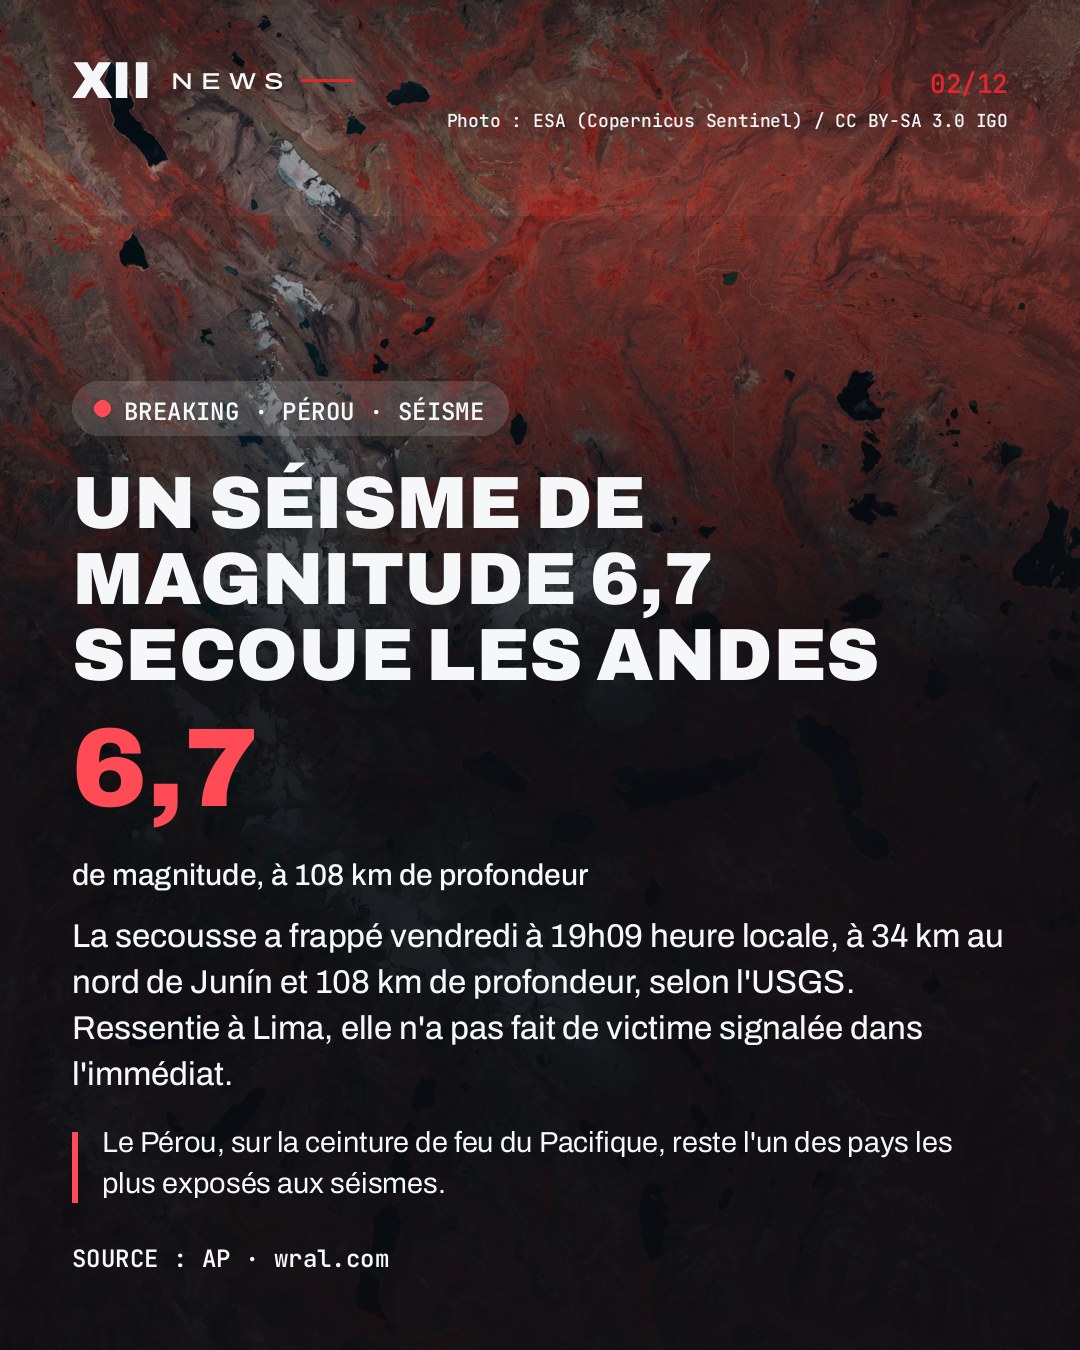 XII NEWS
02/12
Photo : ESA (Copernicus Sentinel) / CC BY-SA 3.0 IGO
BREAKING · PÉROU · SÉISME
UN SÉISME DE
MAGNITUDE 6,7
SECOUE LES ANDES
6,7
de magnitude, à 108 km de profondeur
La secousse a frappé vendredi à 19h09 heure locale, à 34 km au
nord de Junín et 108 km de profondeur, selon l'USGS.
Ressentie à Lima, elle n'a pas fait de victime signalée dans
l'immédiat.
Le Pérou, sur la ceinture de feu du Pacifique, reste l'un des pays les
plus exposés aux séismes.
SOURCE : AP · wral.com